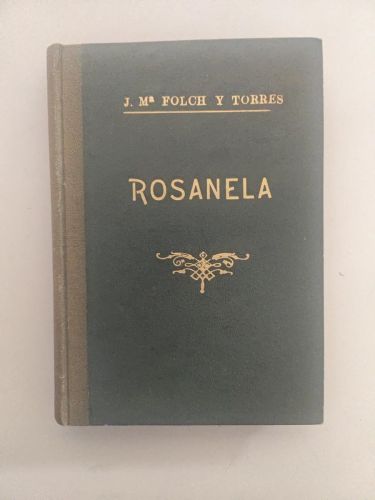 J. Mª FOLCH Y TORRES
ROSANELA